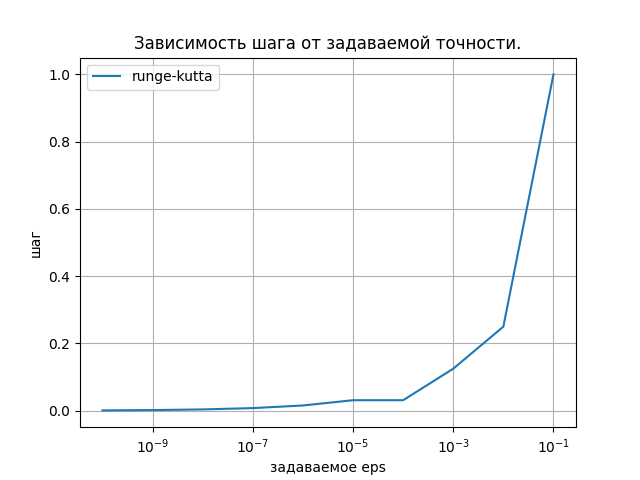 Зависимость шага от задаваемой точности.
runge-kutta
1.0
0.8
0.6
0.4
0.2
0.0
шаг
10⁻⁹ 10⁻⁷ 10⁻⁵ 10⁻³ 10⁻¹
задаваемое eps